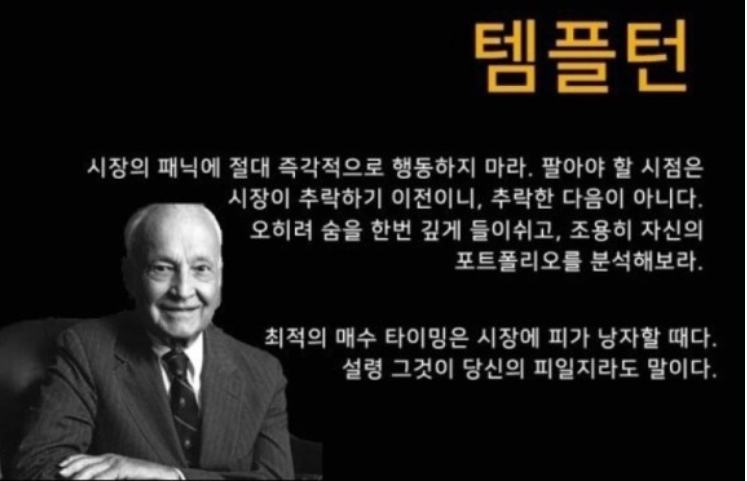 템플턴
시장의 패닉에 절대 즉각적으로 행동하지 마라. 팔아야 할 시점은
시장이 추락하기 이전이니, 추락한 다음이 아니다.
오히려 숨을 한번 깊게 들이쉬고, 조용히 자신의
포트폴리오를 분석해보라.
최적의 매수 타이밍은 시장에 피가 낭자할 때다.
설령 그것이 당신의 피일지라도 말이다.